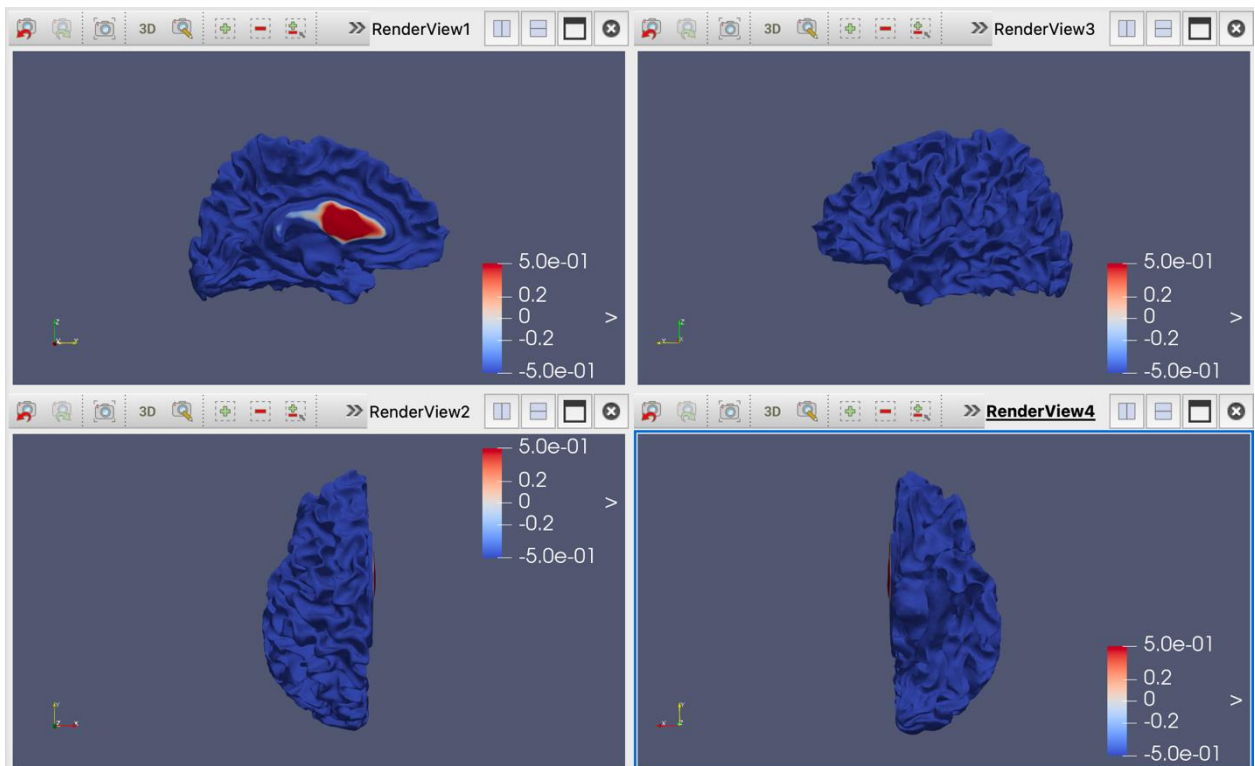 3D >> RenderView1
5.0e-01
0.2
0
-0.2
-5.0e-01
>
3D >> RenderView3
5.0e-01
0.2
0
-0.2
-5.0e-01
>
3D >> RenderView2
5.0e-01
0.2
0
-0.2
-5.0e-01
>
3D >> RenderView4
5.0e-01
0.2
0
-0.2
-5.0e-01
>